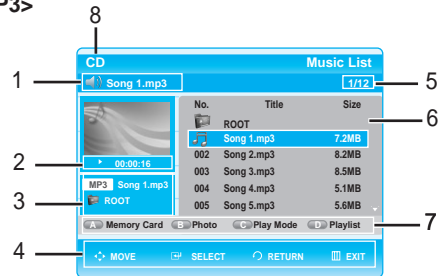 P3>
8
CD Music List
1 Song 1.mp3 1/12 5
No. Title Size
ROOT 6
Song 1.mp3 7.2MB
002 Song 2.mp3 8.2MB
2 00:00:16 003 Song 3.mp3 8.5MB
3 MP3 Song 1.mp3 004 Song 4.mp3 5.1MB
ROOT 005 Song 5.mp3 5.6MB
A Memory Card B Photo C Play Mode D Playlist 7
4 MOVE SELECT RETURN EXIT